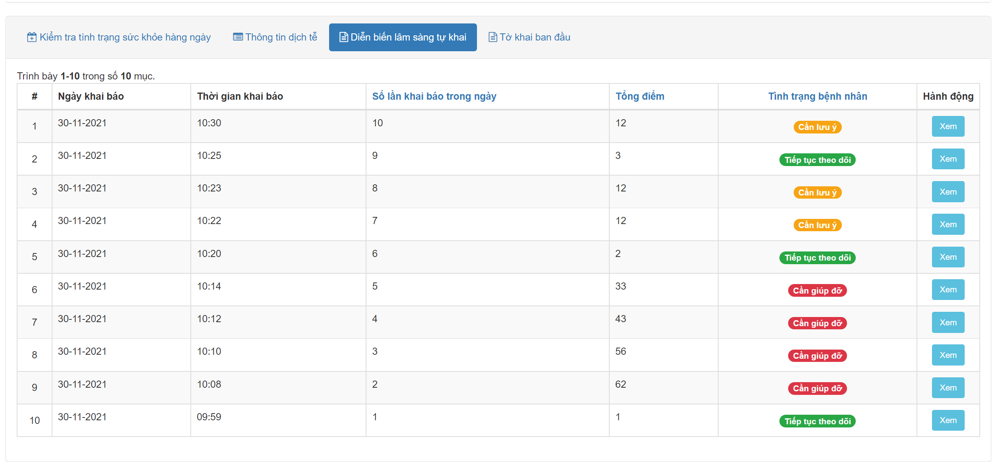 Kiểm tra tình trạng sức khỏe hàng ngày Thông tin dịch tễ Diễn biến lâm sàng tự khai Tờ khai ban đầu
Trình bày 1-10 trong số 10 mục.
# Ngày khai báo Thời gian khai báo Số lần khai báo trong ngày Tổng điểm Tình trạng bệnh nhân Hành động
1 30-11-2021 10:30 10 12 Cần lưu ý Xem
2 30-11-2021 10:25 9 3 Tiếp tục theo dõi Xem
3 30-11-2021 10:23 8 12 Cần lưu ý Xem
4 30-11-2021 10:22 7 12 Cần lưu ý Xem
5 30-11-2021 10:20 6 2 Tiếp tục theo dõi Xem
6 30-11-2021 10:14 5 33 Cần giúp đỡ Xem
7 30-11-2021 10:12 4 43 Cần giúp đỡ Xem
8 30-11-2021 10:10 3 56 Cần giúp đỡ Xem
9 30-11-2021 10:08 2 62 Cần giúp đỡ Xem
10 30-11-2021 09:59 1 1 Tiếp tục theo dõi Xem